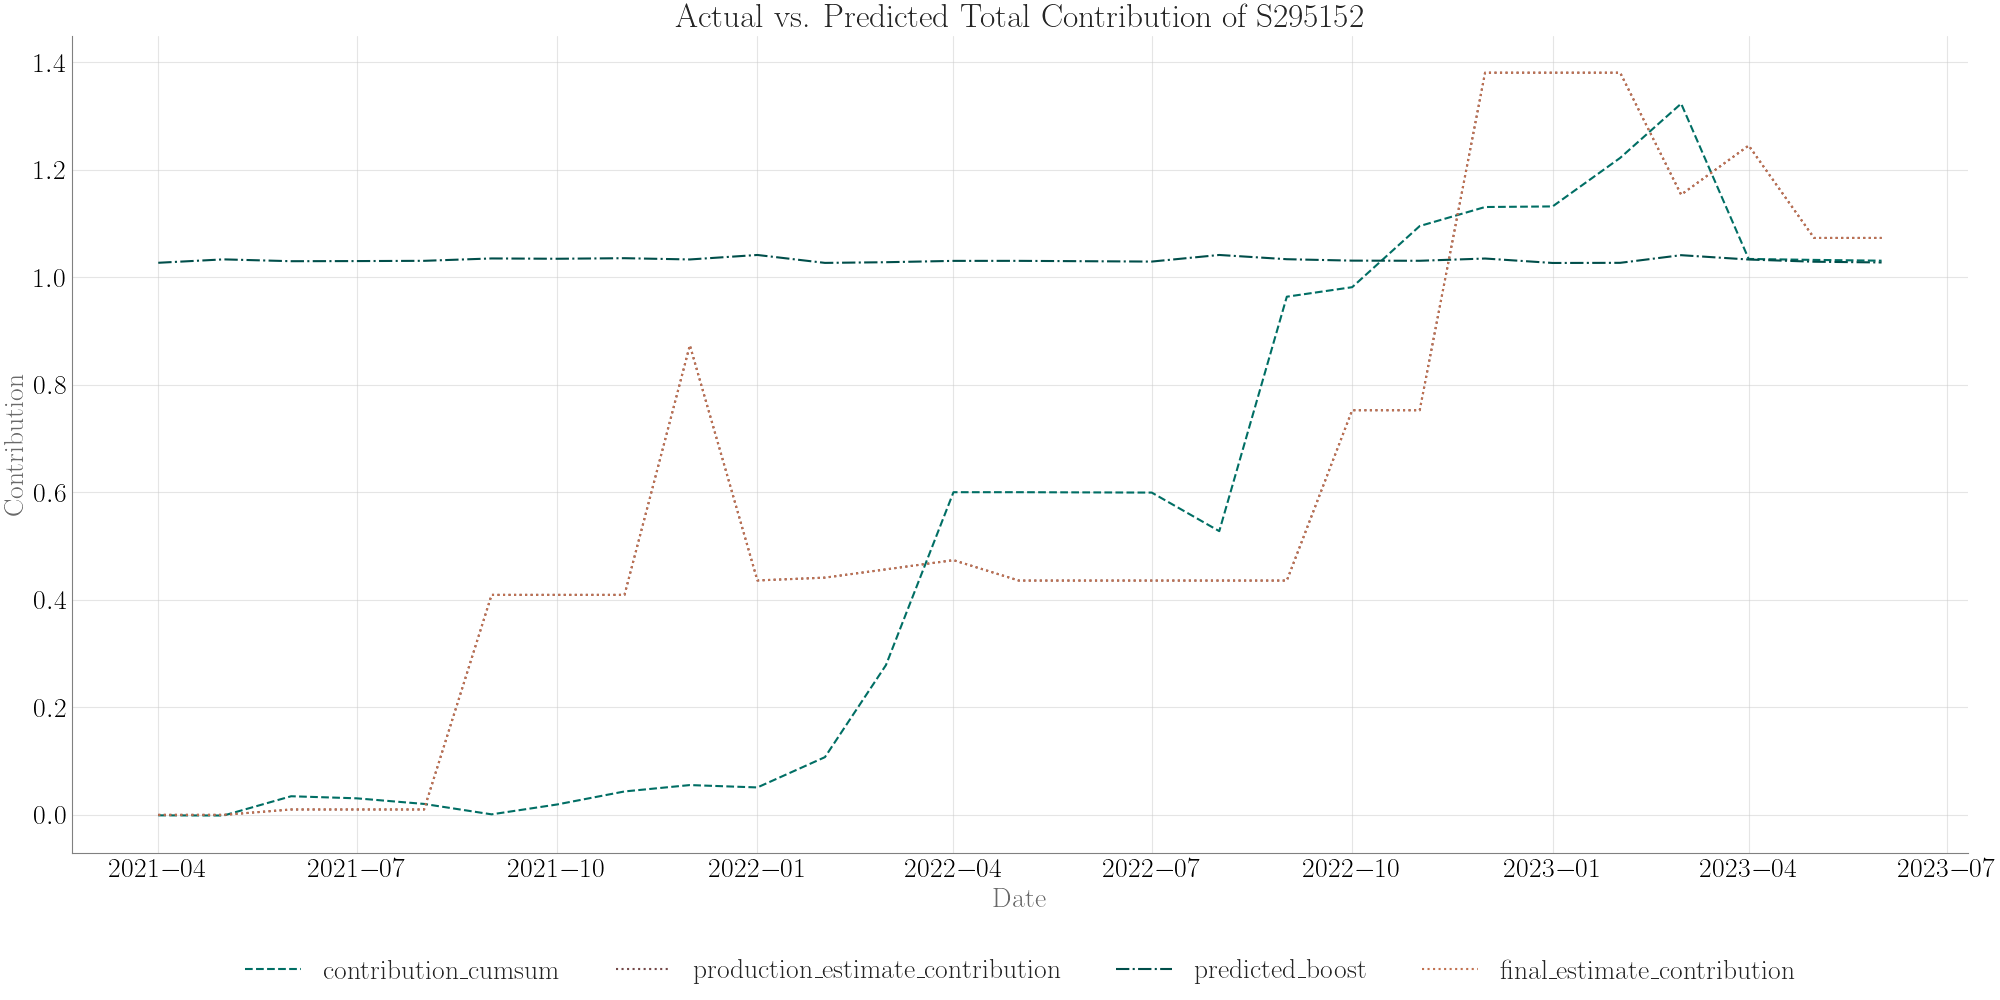 Actual vs. Predicted Total Contribution of S295152
1.4
1.2
1.0
0.8
0.6
0.4
0.2
0.0
Contribution
2021−04 2021−07 2021−10 2022−01 2022−04 2022−07 2022−10 2023−01 2023−04 2023−07
Date
contribution_cumsum production_estimate_contribution predicted_boost final_estimate_contribution